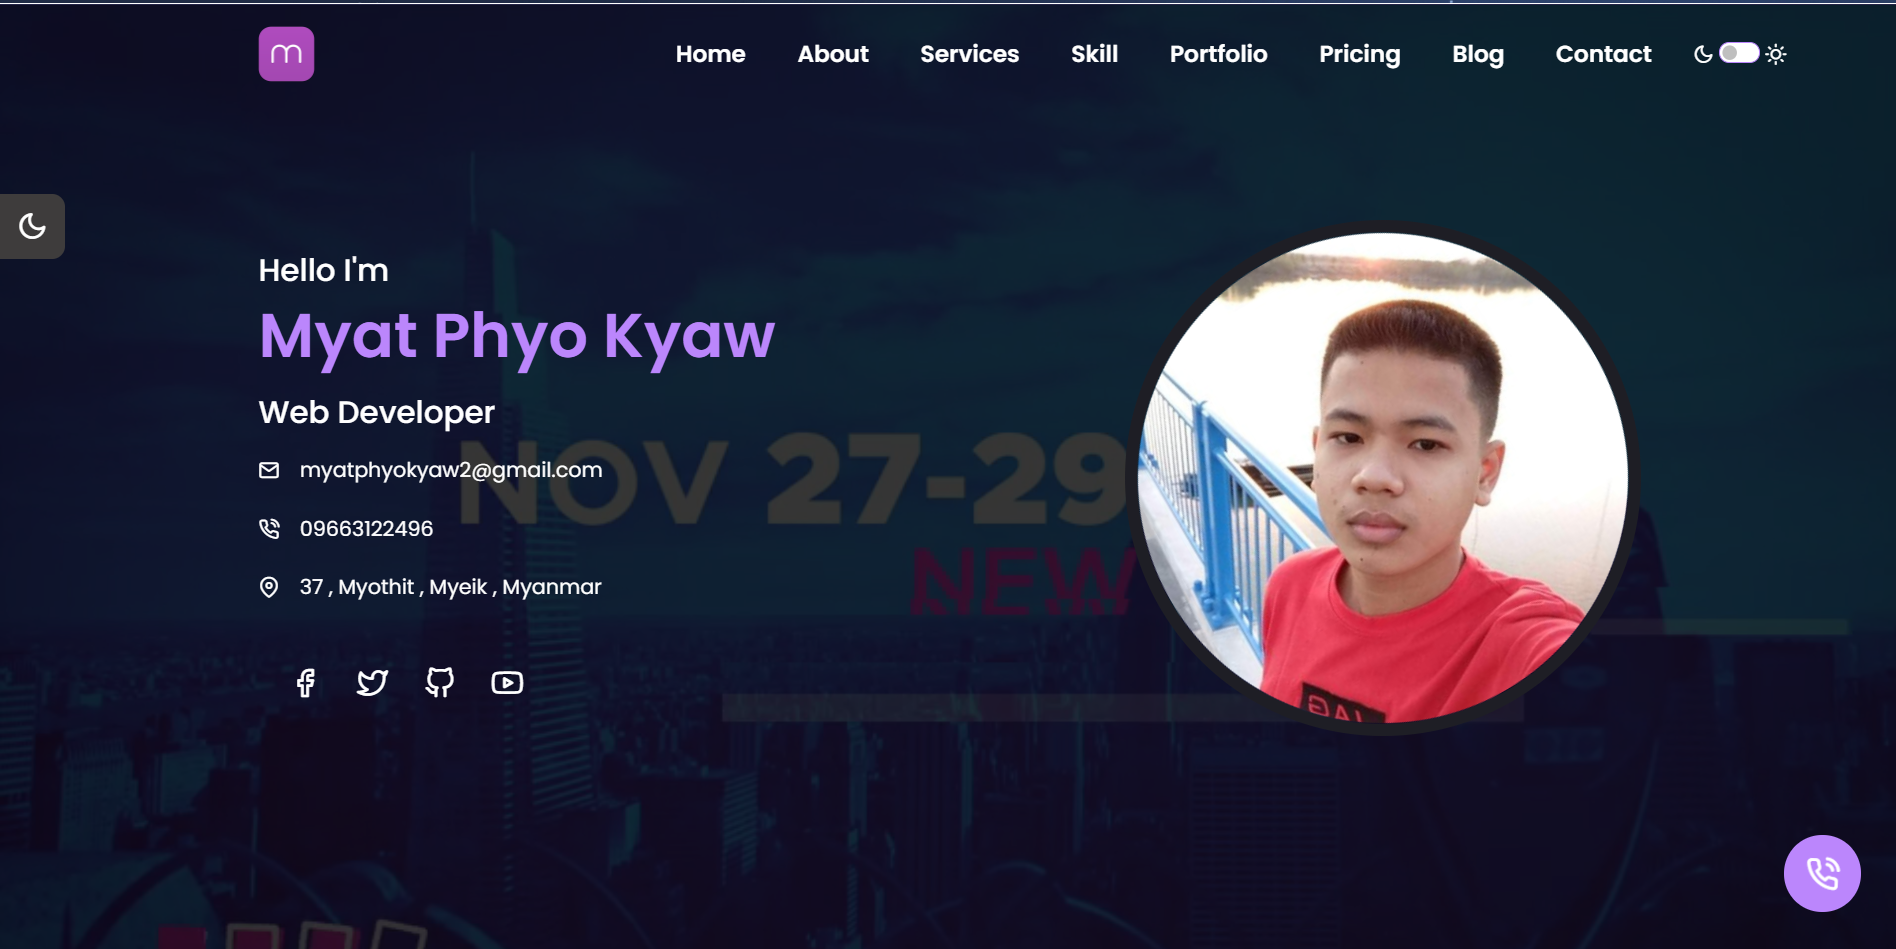 m
Home About Services Skill Portfolio Pricing Blog Contact
Hello I'm
Myat Phyo Kyaw
Web Developer
myatphyokyaw2@gmail.com
09663122496
37 , Myothit , Myeik , Myanmar
NOV 27-29
NEW